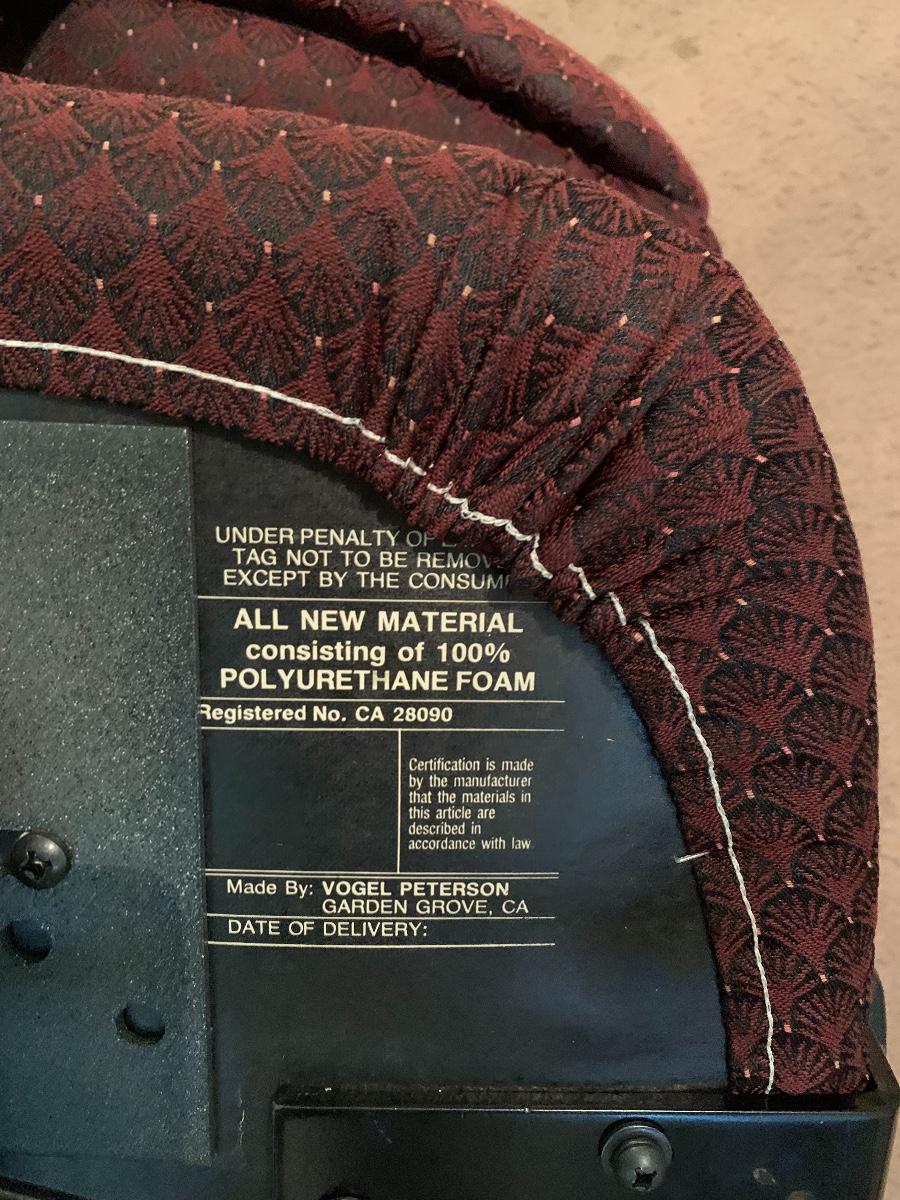 UNDER PENALTY OF
TAG NOT TO BE
EXCEPT BY THE
ALL NEW MATERIAL
consisting of 100%
POLYURETHANE FOAM
Registered No. CA 28090
Certification is made
by the manufacturer
that the materials in
this article are
described in
accordance with law.
Made By: VOGEL PETERSON
GARDEN GROVE, CA
DATE OF DELIVERY: